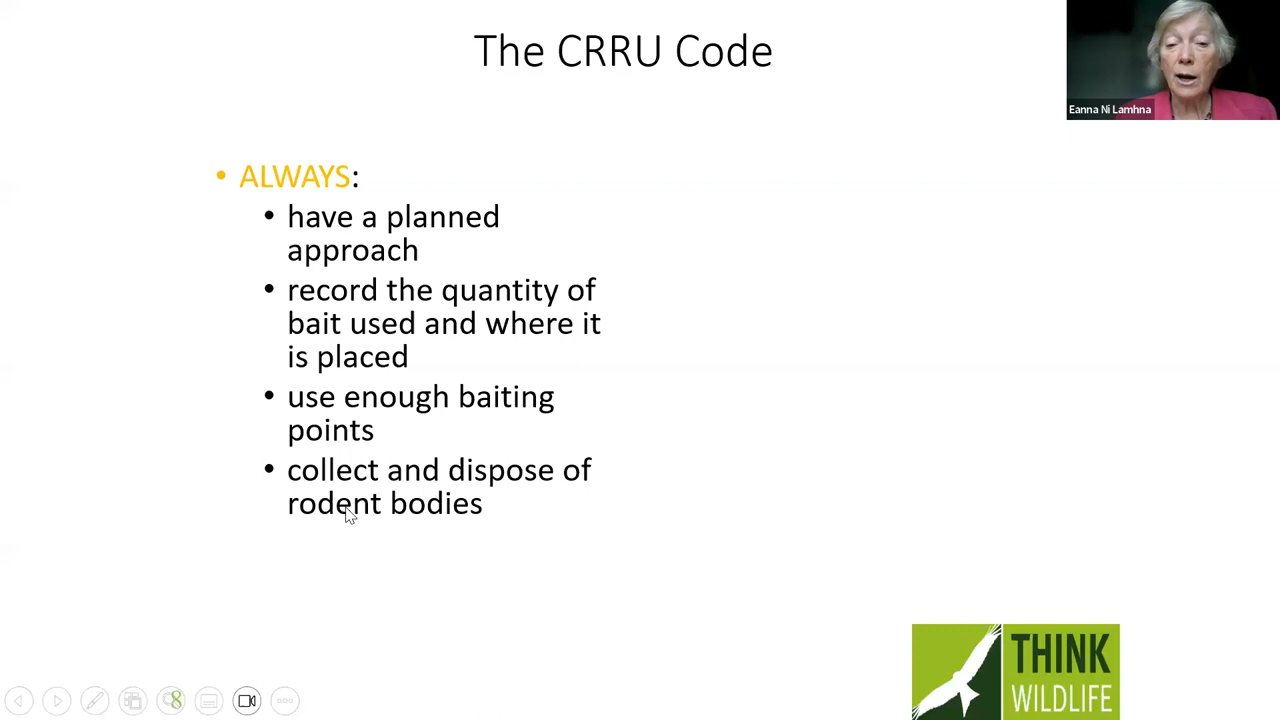 The CRRU Code
Eanna Ni Lamhna
• ALWAYS:
• have a planned
approach
• record the quantity of
bait used and where it
is placed
• use enough baiting
points
• collect and dispose of
rodent bodies
THINK
WILDLIFE
8